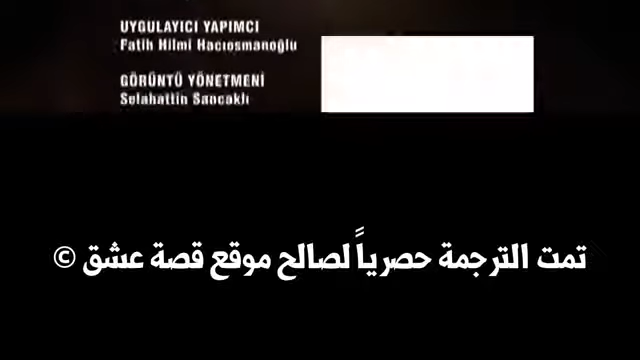 UYGULAYICI YAPIMCI
Fatih Hilmi Hacıosmanoğlu
GÖRÜNTÜ YÖNETMENİ
Selahattin Sancaklı
تمت الترجمة حصرياً لصالح موقع قصة عشق ©